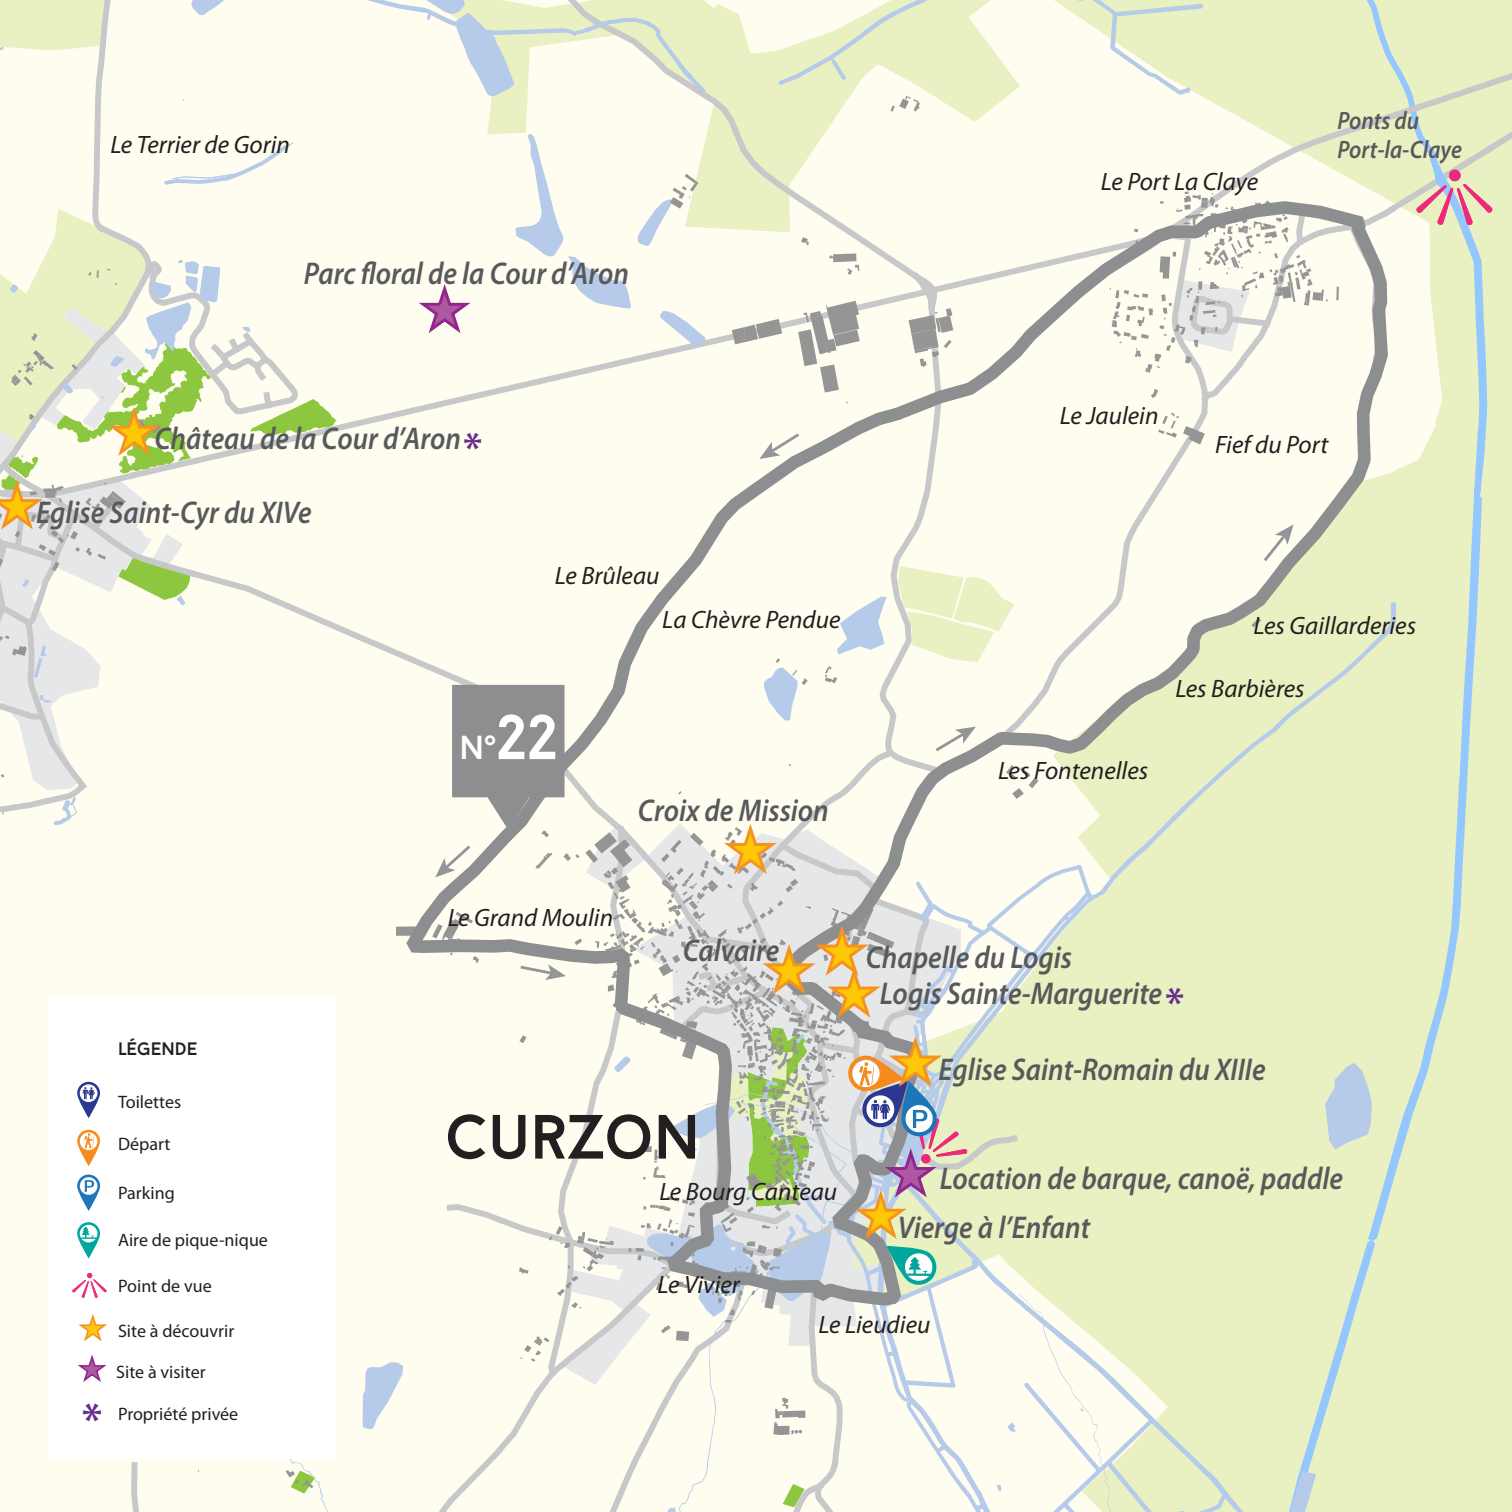 Ponts du
Port-la-Claye
Le Terrier de Gorin
Le Port La Claye
Parc floral de la Cour d'Aron
Le Jaulein
Château de la Cour d'Aron*
Fief du Port
Eglise Saint-Cyr du XIVe
Le Brûleau
La Chèvre Pendue
Les Gaillarderies
Les Barbières
N°22
Les Fontenelles
Croix de Mission
Le Grand Moulin
Calvaire
Chapelle du Logis
Logis Sainte-Marguerite*
Eglise Saint-Romain du XIIIe
P
CURZON
Location de barque, canoë, paddle
Le Bourg Canteau
Vierge à l'Enfant
Le Vivier
Le Lieudieu
LÉGENDE
Toilettes
Départ
P Parking
Aire de pique-nique
Point de vue
Site à découvrir
Site à visiter
* Propriété privée